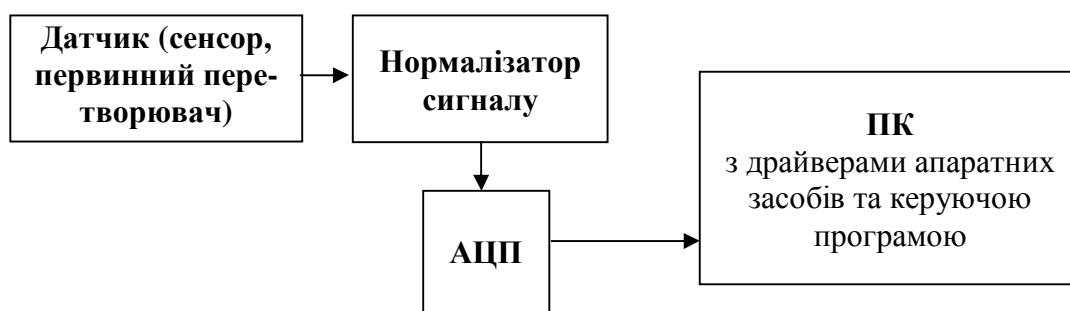 Датчик (сенсор,
первинний пере-
творювач)
Нормалізатор
сигналу
ПК
з драйверами апаратних
засобів та керуючою
програмою
АЦП